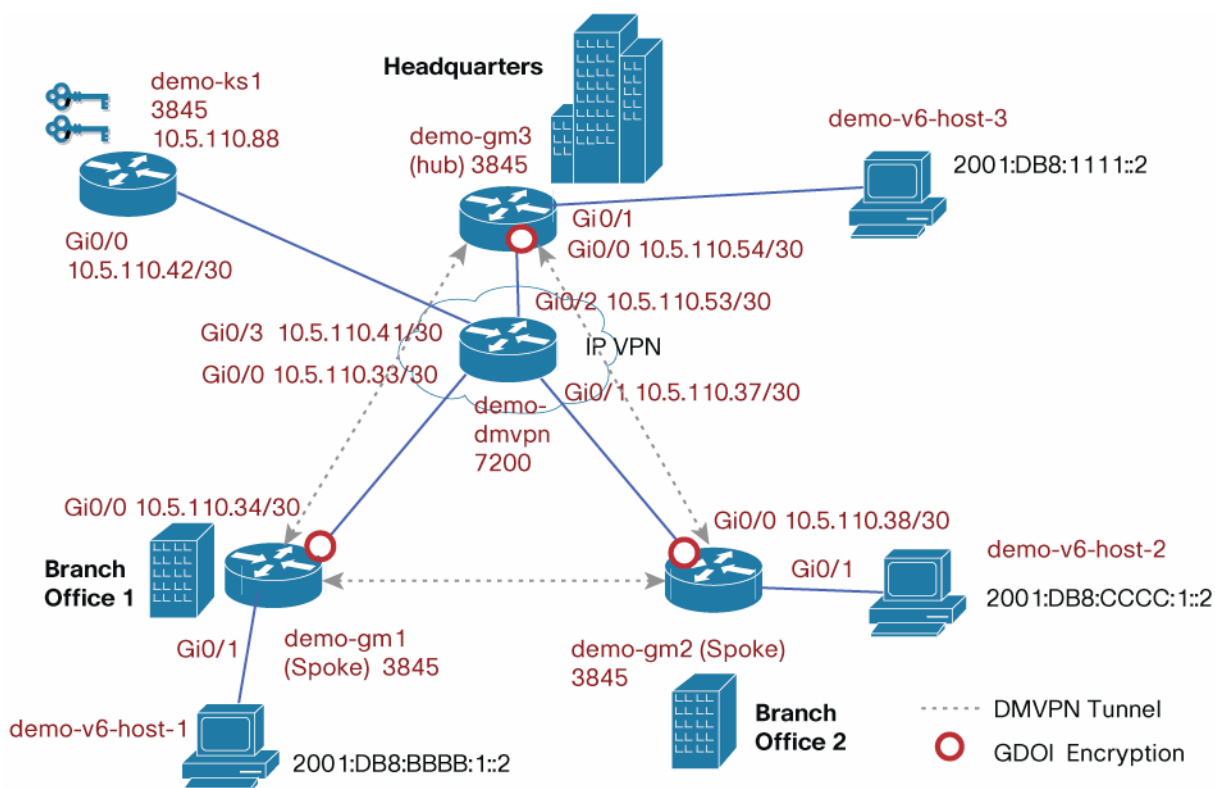 Headquarters
demo-ks1
3845
10.5.110.88
demo-gm3
(hub) 3845
demo-v6-host-3
2001:DB8:1111::2
Gi0/0
10.5.110.42/30
Gi0/1
Gi0/0 10.5.110.54/30
Gi0/2 10.5.110.53/30
Gi0/3 10.5.110.41/30
IP VPN
Gi0/0 10.5.110.33/30
Gi0/1 10.5.110.37/30
demo-
dmvpn
7200
Gi0/0 10.5.110.34/30
Gi0/0 10.5.110.38/30
Branch
Office 1
demo-v6-host-2
Gi0/1
2001:DB8:CCCC:1::2
Gi0/1
demo-gm1
(Spoke) 3845
demo-gm2 (Spoke)
3845
demo-v6-host-1
2001:DB8:BBBB:1::2
Branch
Office 2
DMVPN Tunnel
GDOI Encryption